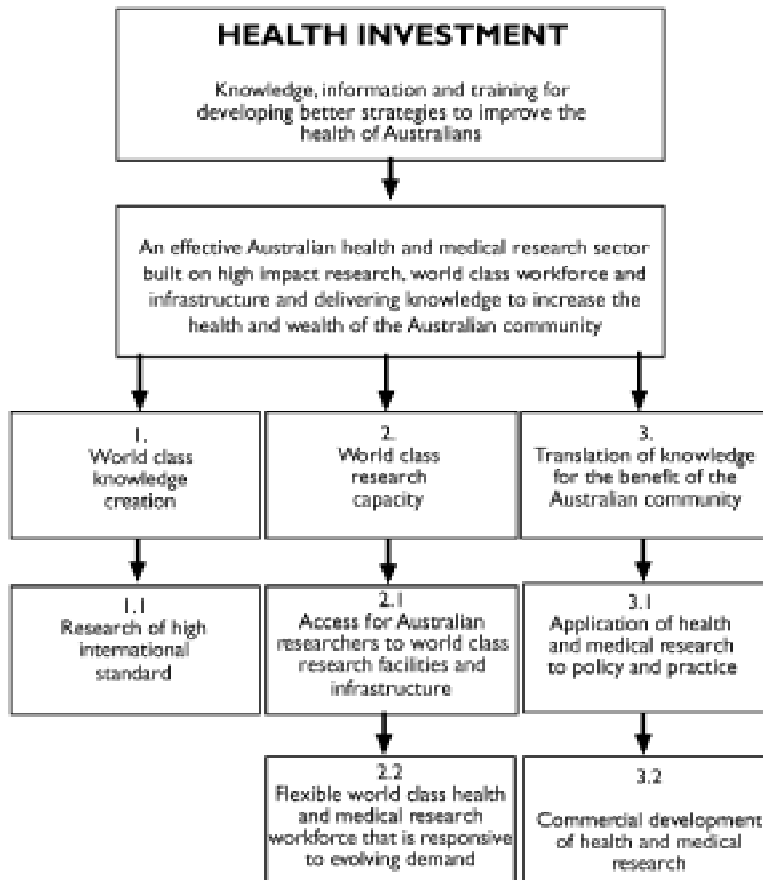 HEALTH INVESTMENT
Knowledge, information and training for
developing better strategies to improve the
health of Australians
An effective Australian health and medical research sector
built on high impact research, world class workforce and
infrastructure and delivering knowledge to increase the
health and wealth of the Australian community
1.
World class
knowledge
creation
2.
World class
research
capacity
3.
Translation of knowledge
for the benefit of the
Australian community
1.1
Research of high
international
standard
2.1
Access for Australian
researchers to world class
research facilities and
infrastructure
3.1
Application of health
and medical research
to policy and practice
2.2
Flexible world class health
and medical research
workforce that is responsive
to evolving demand
3.2
Commercial development
of health and medical
research